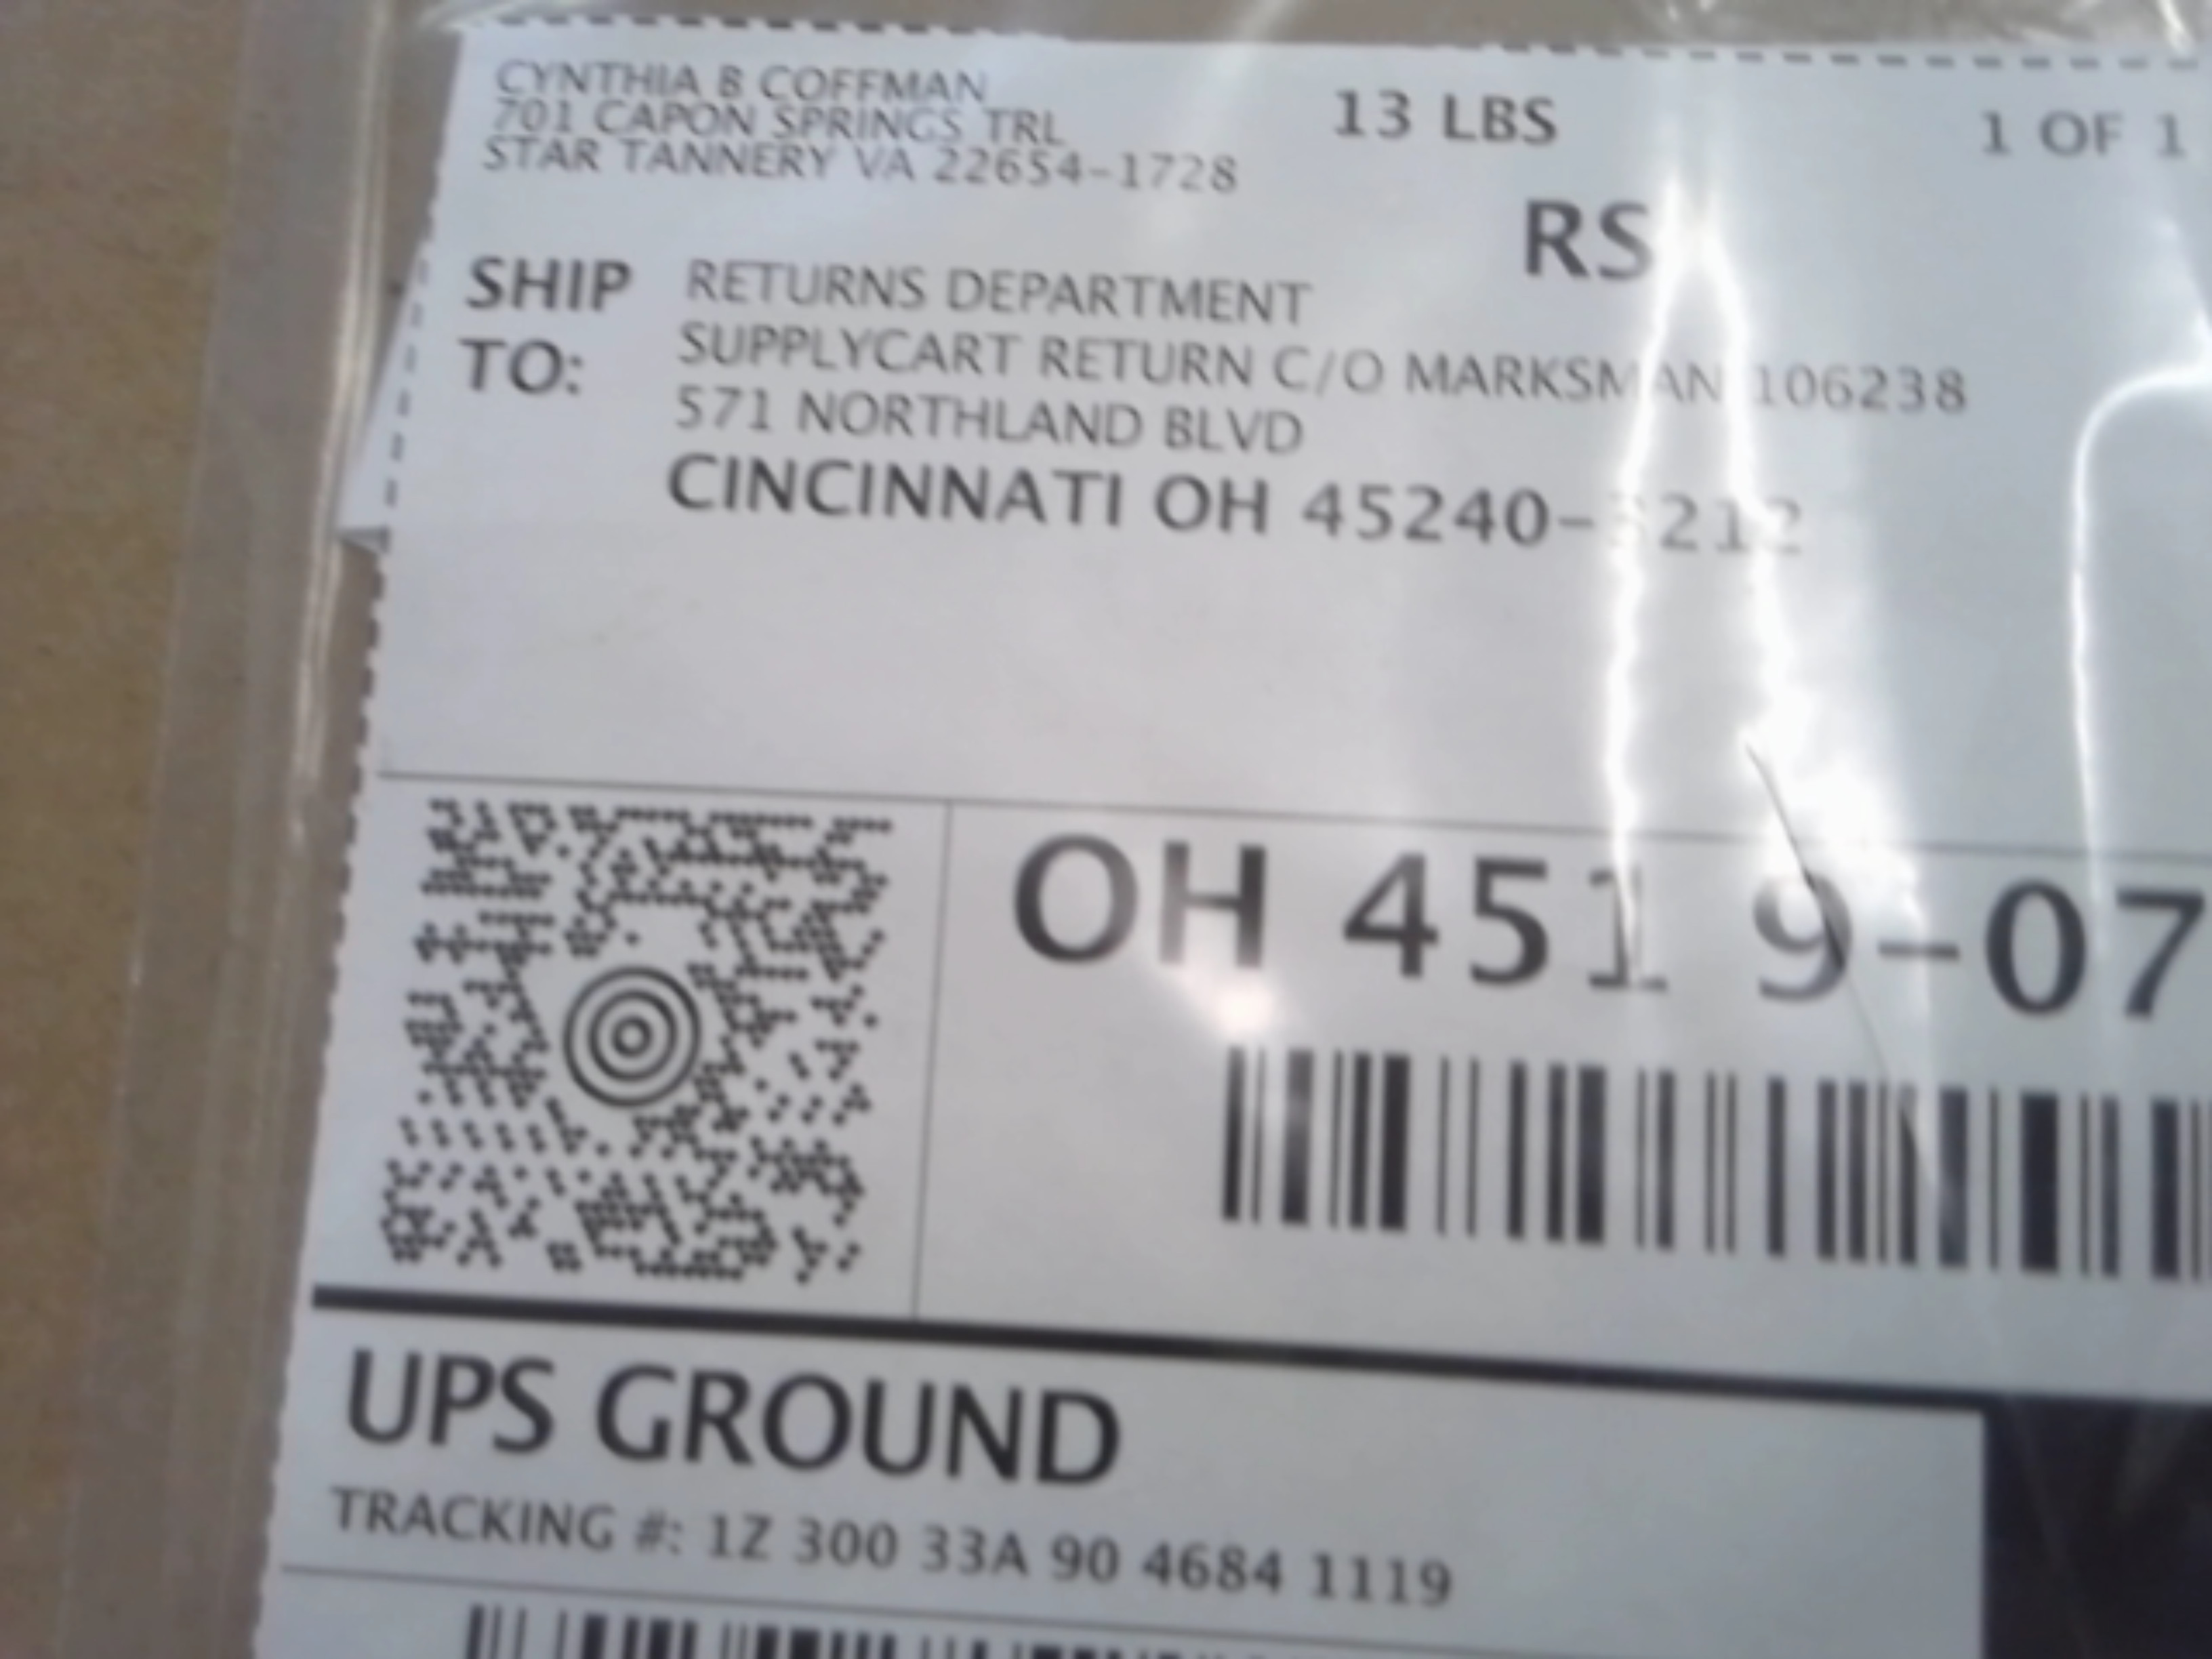 CYNTHIA B COFFMAN
701 CAPON SPRINGS TRL
STAR TANNERY VA 22654-1728
13 LBS
1 OF 1
RS
SHIP TO:
RETURNS DEPARTMENT
SUPPLYCART RETURN C/O MARKSMAN 106238
571 NORTHLAND BLVD
CINCINNATI OH
OH 451 9-07
UPS GROUND
TRACKING #: 1Z 300 33A 90 4684 1119